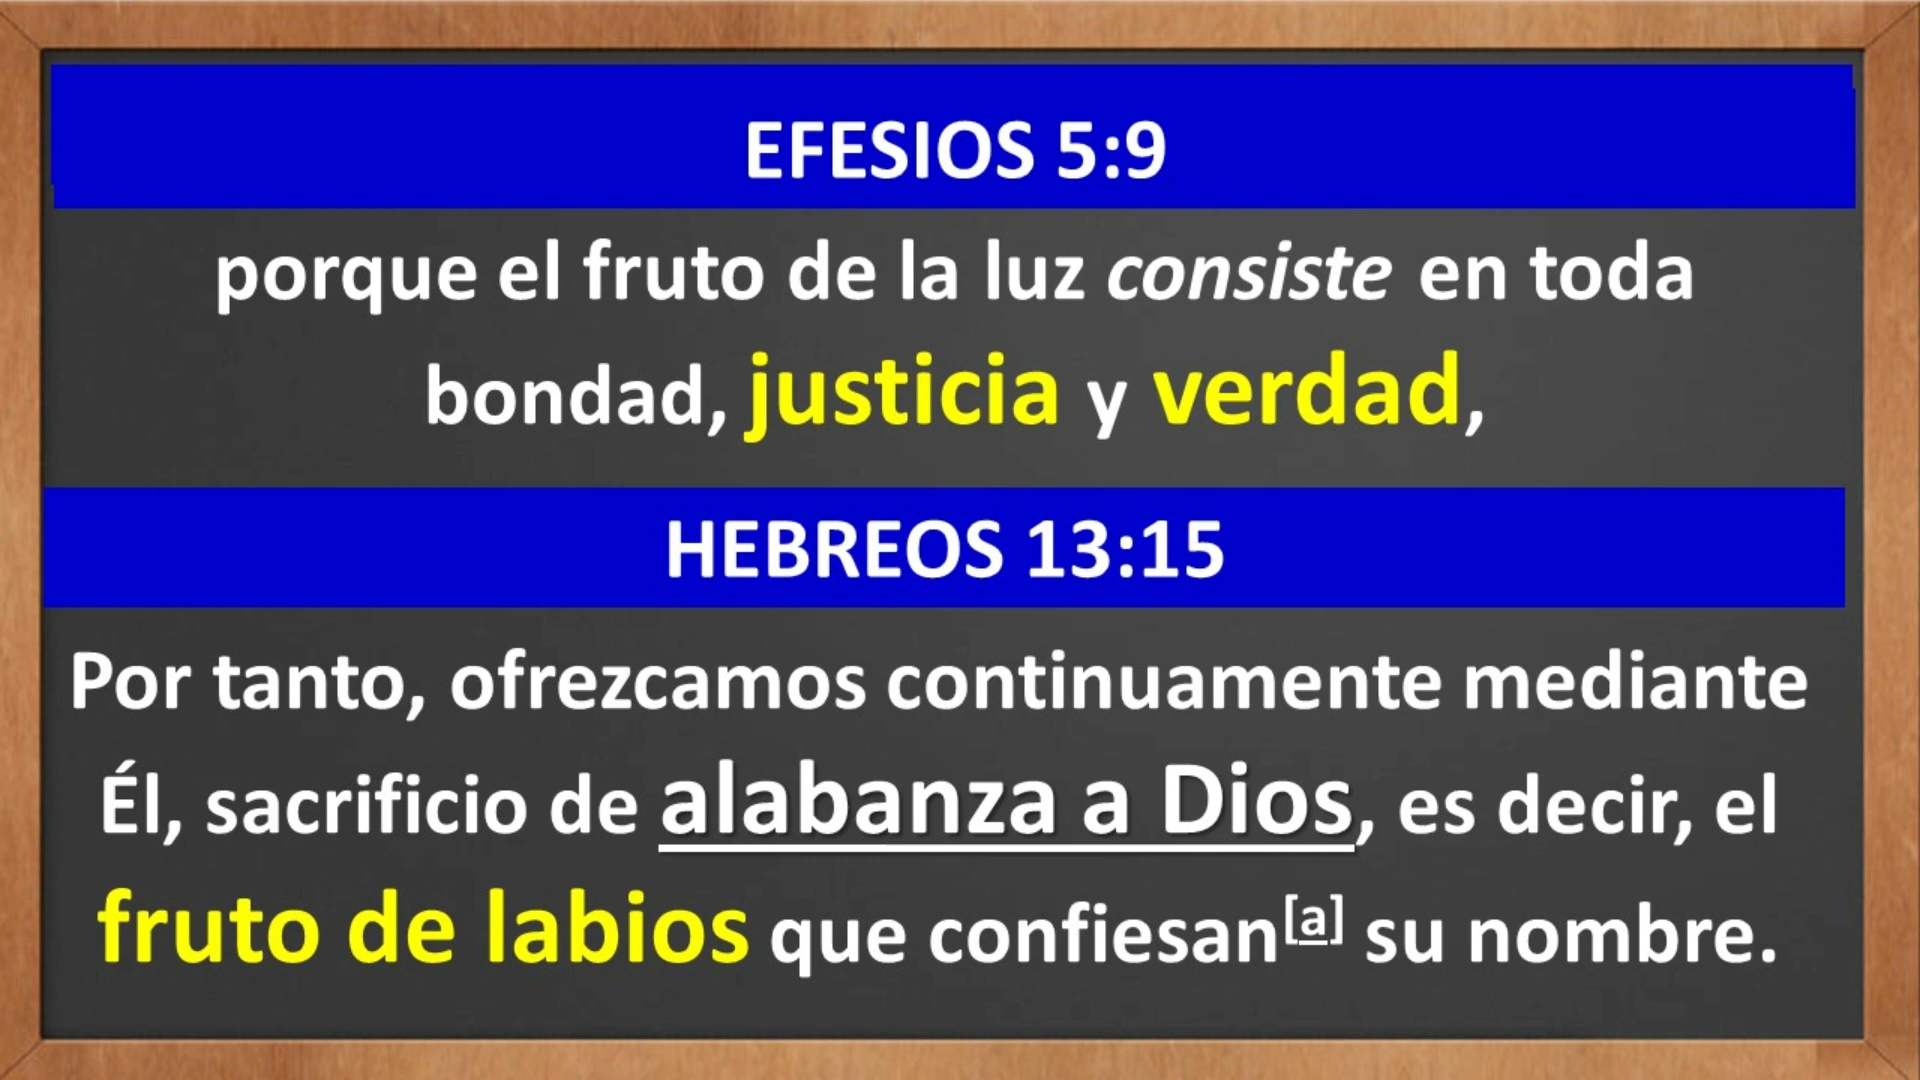 EFESIOS 5:9
porque el fruto de la luz consiste en toda
bondad, justicia y verdad,
HEBREOS 13:15
Por tanto, ofrezcamos continuamente mediante
Él, sacrificio de alabanza a Dios, es decir, el
fruto de labios que confiesan[a] su nombre.